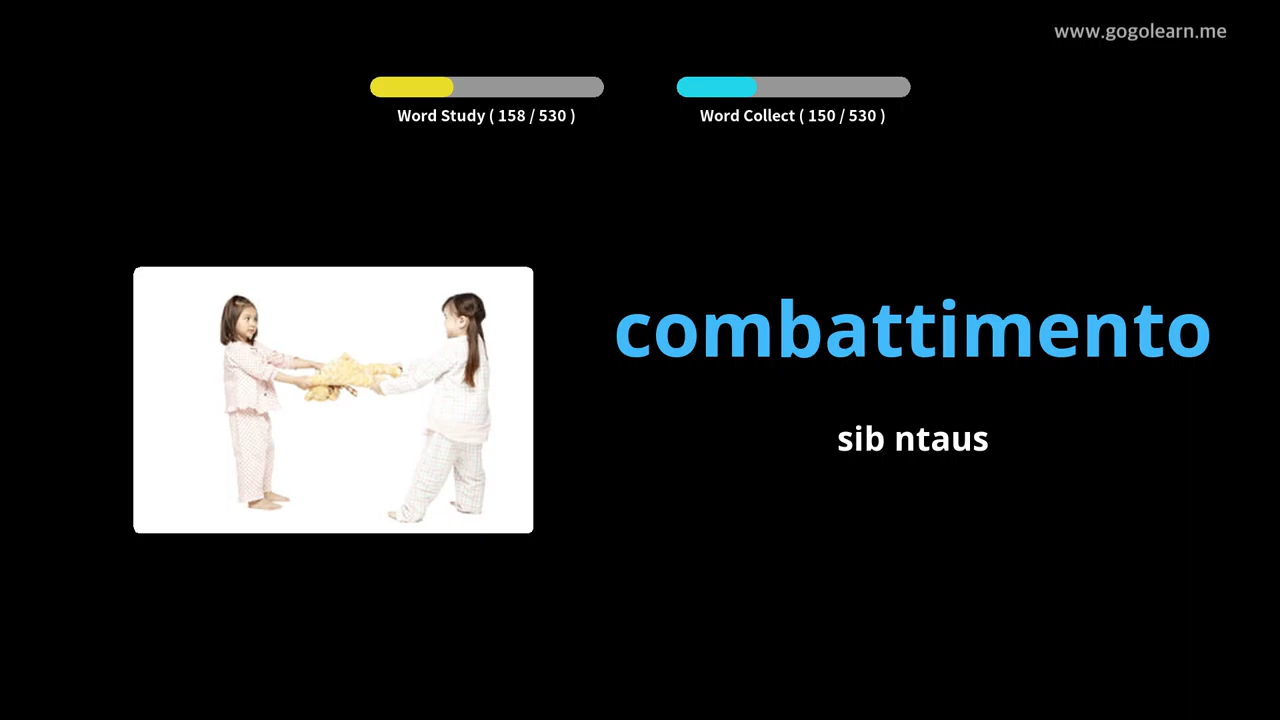 www.gogolearn.me
Word Study ( 158 / 530 )
Word Collect ( 150 / 530 )
combattimento
sib ntaus